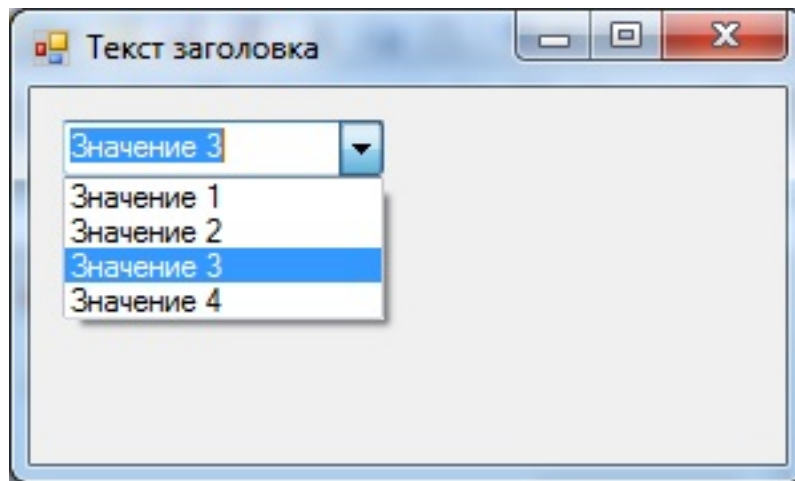 Текст заголовка
Значение 3
Значение 1
Значение 2
Значение 3
Значение 4